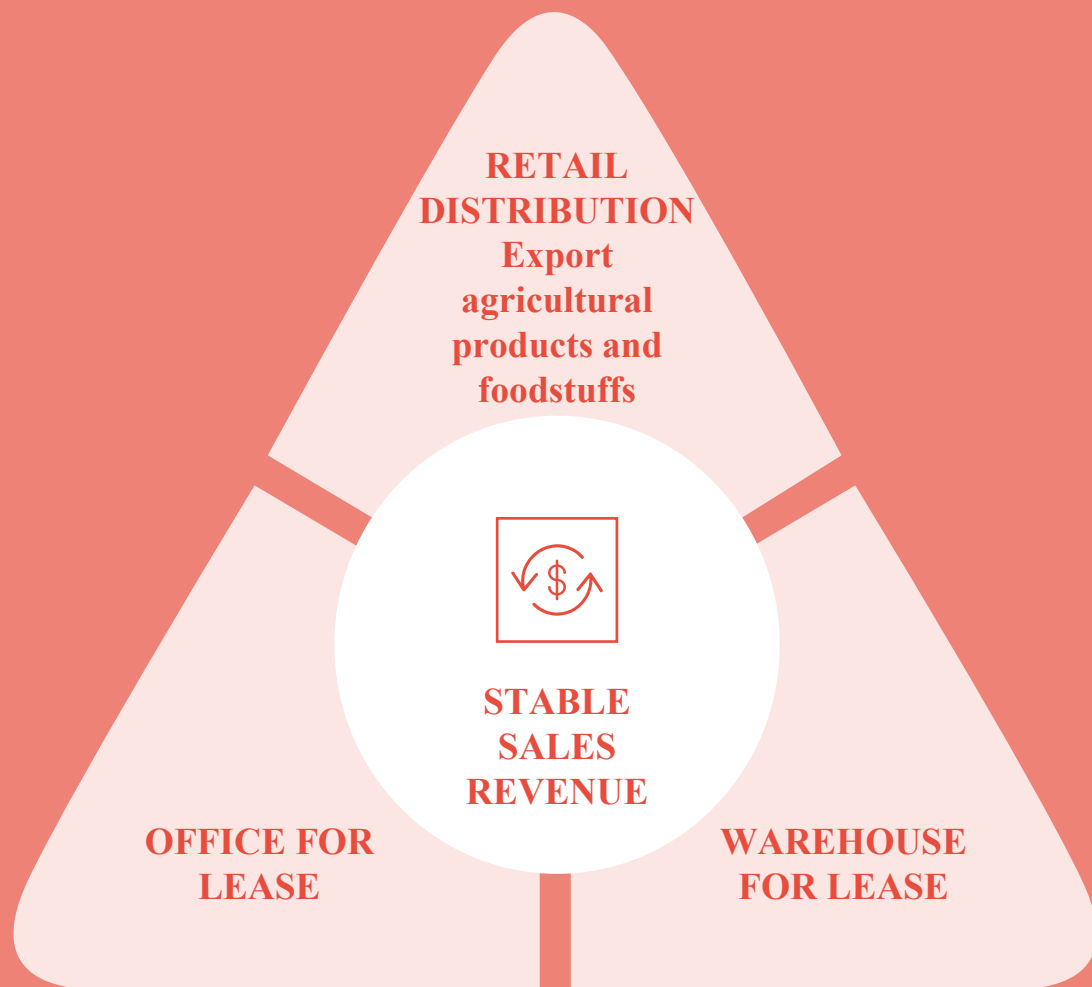 RETAIL
DISTRIBUTION
Export
agricultural
products and
foodstuffs
$
STABLE
SALES
REVENUE
OFFICE FOR
LEASE
WAREHOUSE
FOR LEASE